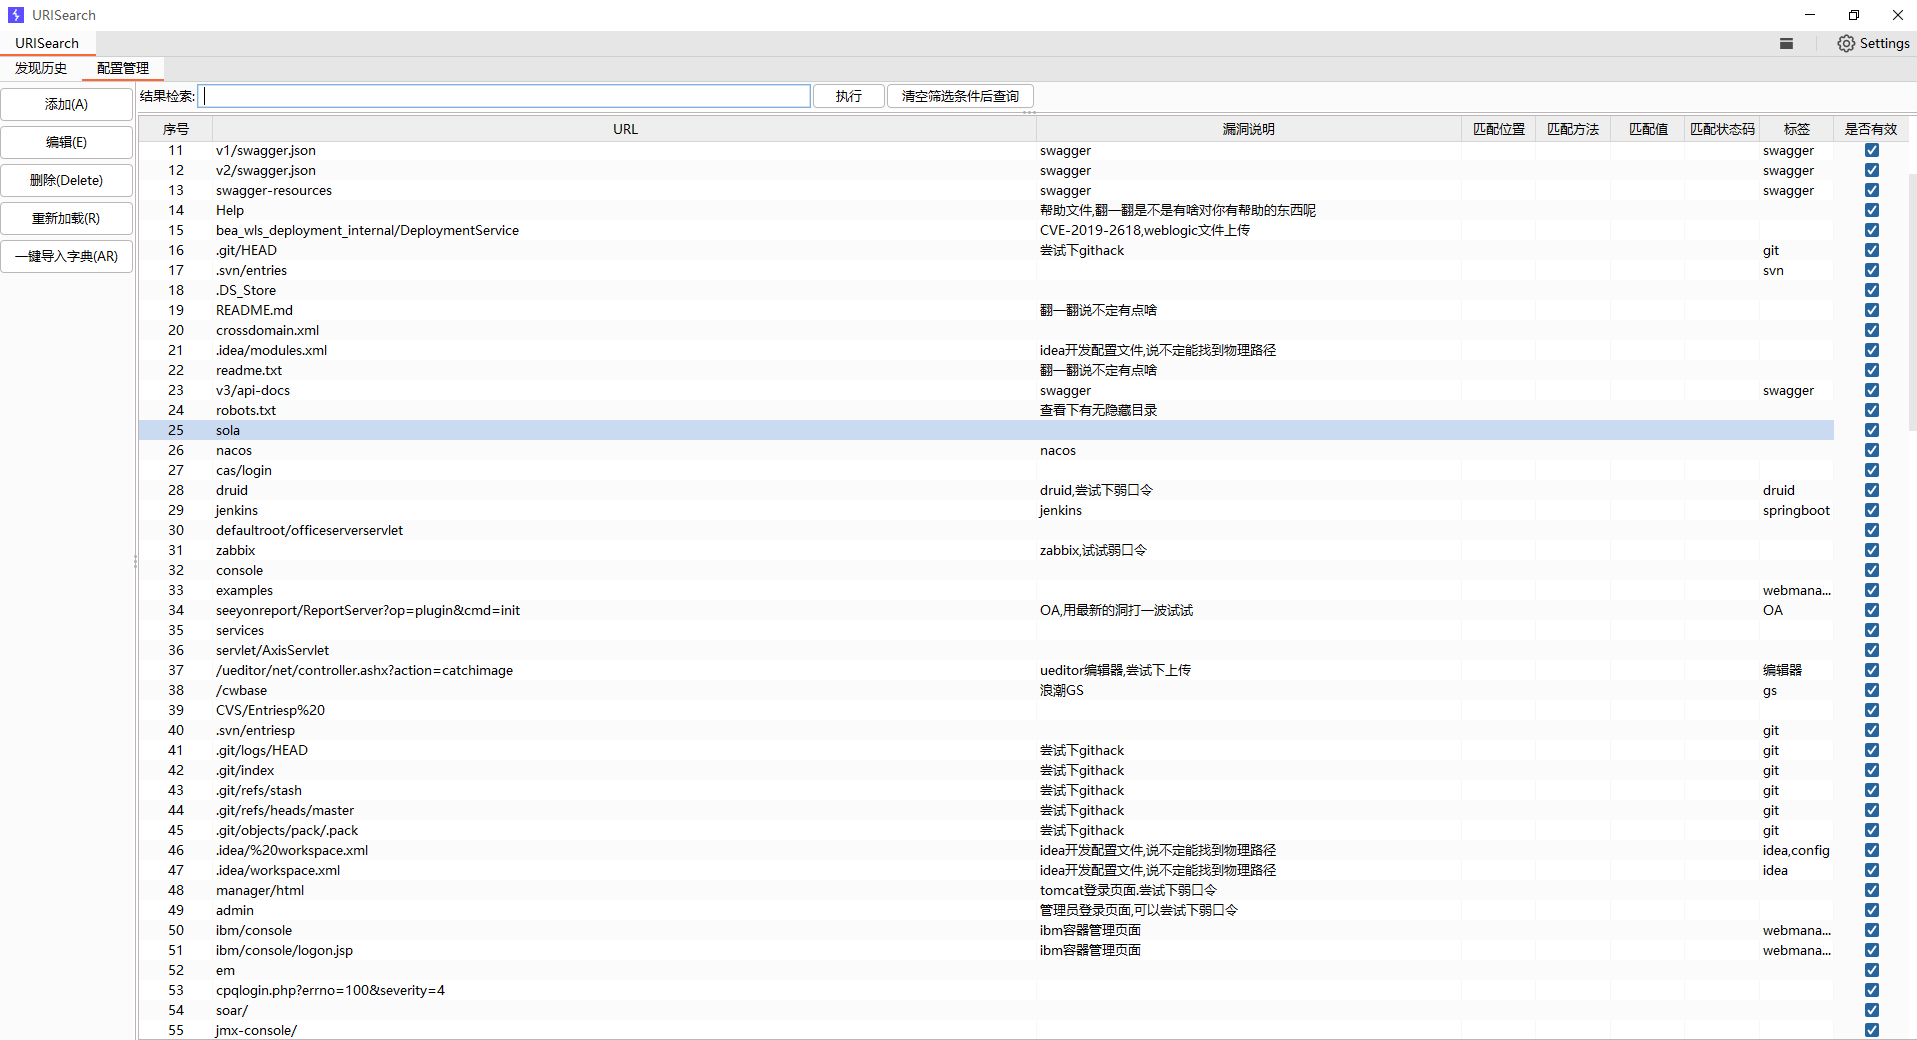 URISearch
URISearch
Settings
发现历史 配置管理
添加(A)
编辑(E)
删除(Delete)
重新加载(R)
一键导入字典(AR)
结果检索: 执行 清空筛选条件后查询
序号 URL 漏洞说明 匹配位置 匹配方法 匹配值 匹配状态码 标签 是否有效
11 v1/swagger.json swagger swagger
12 v2/swagger.json swagger swagger
13 swagger-resources swagger swagger
14 Help 帮助文件,翻一翻是不是有啥对你有帮助的东西呢
15 bea_wls_deployment_internal/DeploymentService CVE-2019-2618,weblogic文件上传
16 .git/HEAD 尝试下githack git
17 .svn/entries svn
18 .DS_Store
19 README.md 翻一翻说不定有点啥
20 crossdomain.xml
21 .idea/modules.xml idea开发配置文件,说不定能找到物理路径
22 readme.txt 翻一翻说不定有点啥
23 v3/api-docs swagger swagger
24 robots.txt 查看下有无隐藏目录
25 sola
26 nacos nacos
27 cas/login
28 druid druid,尝试下弱口令 druid
29 jenkins jenkins springboot
30 defaultroot/officeserverservlet
31 zabbix zabbix,试试弱口令
32 console
33 examples webmana...
34 seeyonreport/ReportServer?op=plugin&cmd=init OA,用最新的洞打一波试试 OA
35 services
36 servlet/AxisServlet
37 /ueditor/net/controller.ashx?action=catchimage ueditor编辑器,尝试下上传 编辑器
38 /cwbase 浪潮GS gs
39 CVS/Entriesp%20
40 .svn/entriesp git
41 .git/logs/HEAD 尝试下githack git
42 .git/index 尝试下githack git
43 .git/refs/stash 尝试下githack git
44 .git/refs/heads/master 尝试下githack git
45 .git/objects/pack/.pack 尝试下githack git
46 .idea/%20workspace.xml idea开发配置文件,说不定能找到物理路径 idea,config
47 .idea/workspace.xml idea开发配置文件,说不定能找到物理路径 idea
48 manager/html tomcat登录页面.尝试下弱口令
49 admin 管理员登录页面,可以尝试下弱口令
50 ibm/console ibm容器管理页面 webmana...
51 ibm/console/logon.jsp ibm容器管理页面 webmana...
52 em
53 cpqlogin.php?errno=100&severity=4
54 soar/
55 jmx-console/